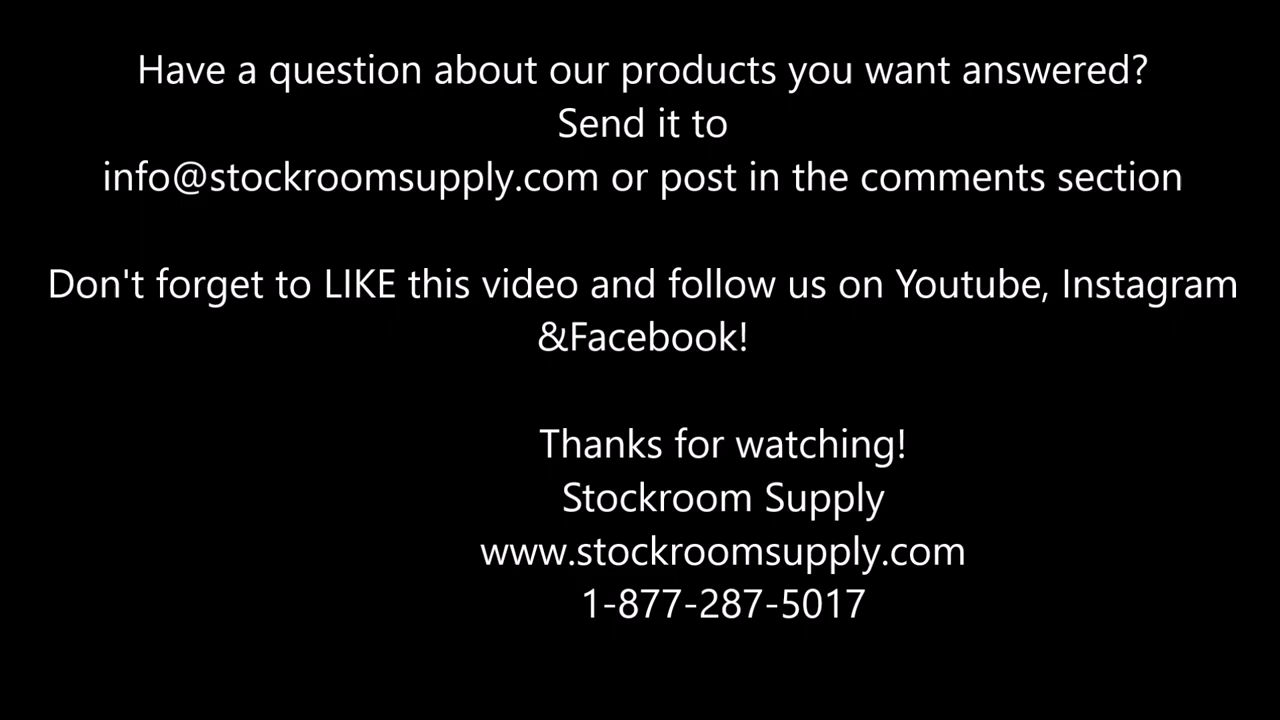 Have a question about our products you want answered?
Send it to
info@stockroomsupply.com or post in the comments section
Don't forget to LIKE this video and follow us on Youtube, Instagram
&Facebook!
Thanks for watching!
Stockroom Supply
www.stockroomsupply.com
1-877-287-5017